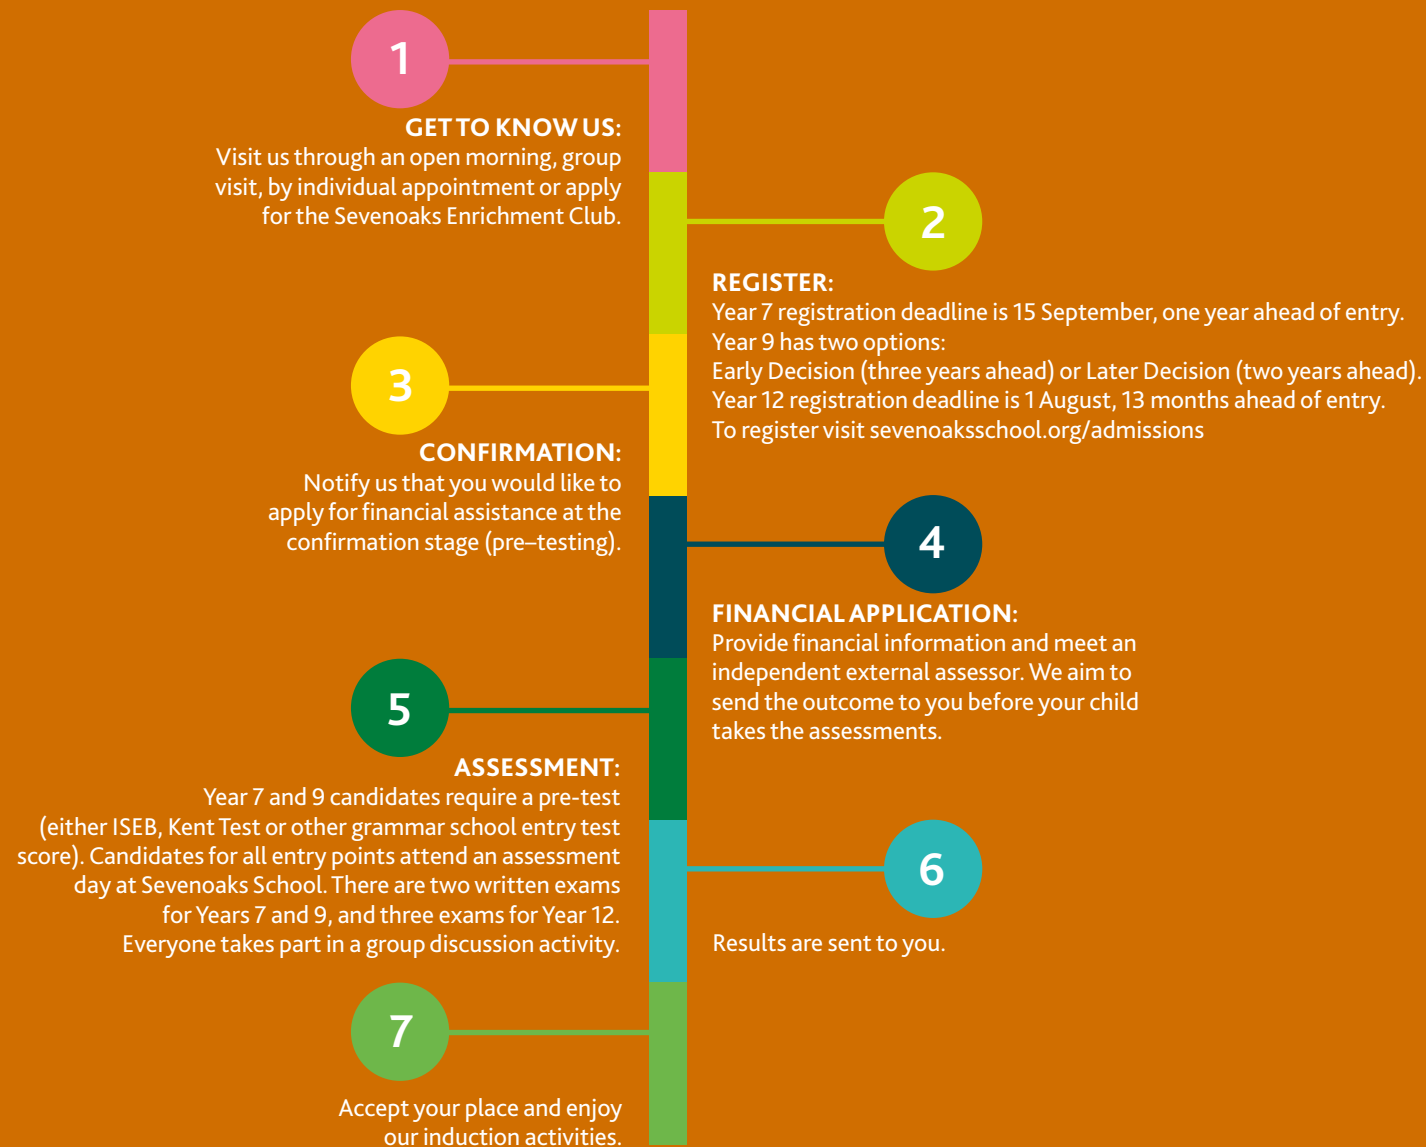 1
GET TO KNOW US:
Visit us through an open morning, group
visit, by individual appointment or apply
for the Sevenoaks Enrichment Club.
2
REGISTER:
Year 7 registration deadline is 15 September, one year ahead of entry.
Year 9 has two options:
Early Decision (three years ahead) or Later Decision (two years ahead).
Year 12 registration deadline is 1 August, 13 months ahead of entry.
To register visit sevenoaksschool.org/admissions
3
CONFIRMATION:
Notify us that you would like to
apply for financial assistance at the
confirmation stage (pre–testing).
4
FINANCIAL APPLICATION:
Provide financial information and meet an
independent external assessor. We aim to
send the outcome to you before your child
takes the assessments.
5
ASSESSMENT:
Year 7 and 9 candidates require a pre-test
(either ISEB, Kent Test or other grammar school entry test
score). Candidates for all entry points attend an assessment
day at Sevenoaks School. There are two written exams
for Years 7 and 9, and three exams for Year 12.
Everyone takes part in a group discussion activity.
6
Results are sent to you.
7
Accept your place and enjoy
our induction activities.